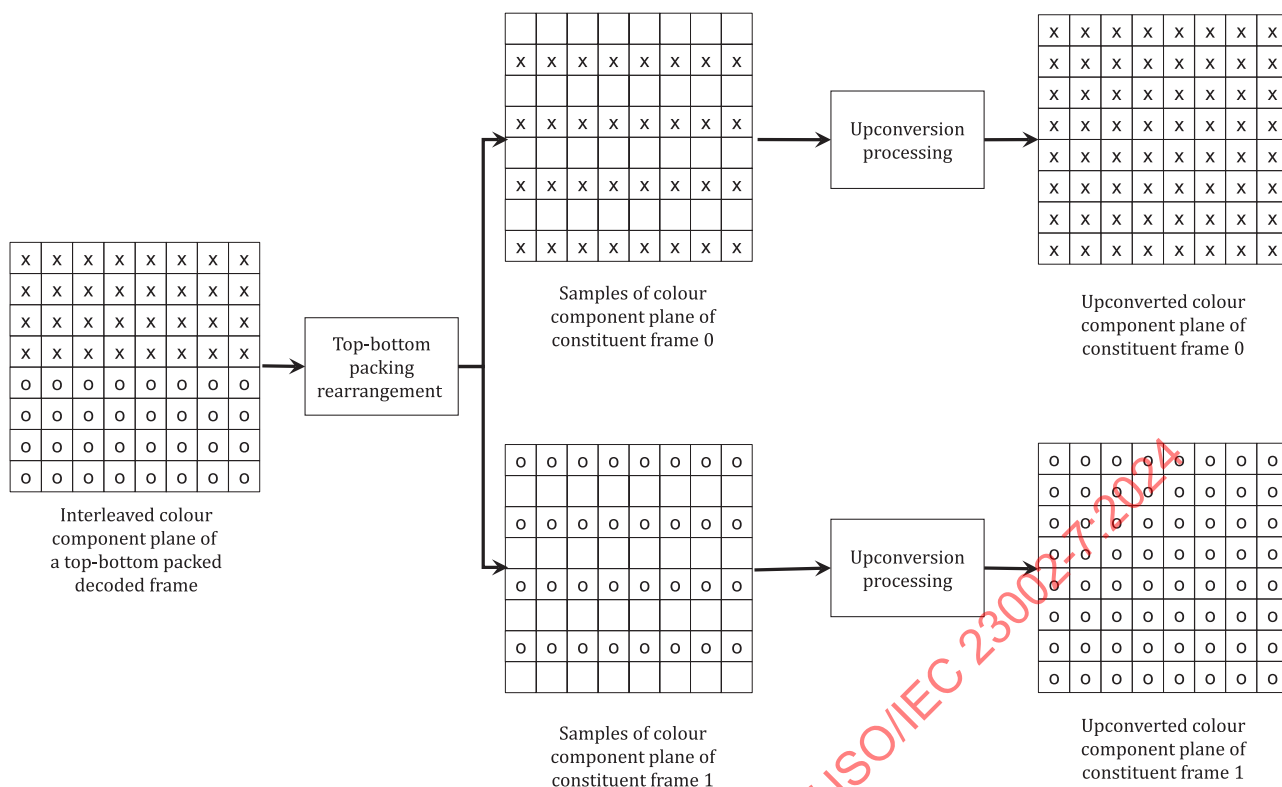 x x x x x x x x
x x x x x x x x
x x x x x x x x
x x x x x x x x
o o o o o o o o
o o o o o o o o
o o o o o o o o
o o o o o o o o
Interleaved colour
component plane of
a top-bottom packed
decoded frame
Top-bottom
packing
rearrangement
x x x x x x x x
x x x x x x x x
x x x x x x x x
x x x x x x x x
Samples of colour
component plane of
constituent frame 0
Upconversion
processing
x x x x x x x x
x x x x x x x x
x x x x x x x x
x x x x x x x x
x x x x x x x x
x x x x x x x x
x x x x x x x x
x x x x x x x x
Upconverted colour
component plane of
constituent frame 0
o o o o o o o o
o o o o o o o o
o o o o o o o o
o o o o o o o o
Samples of colour
component plane of
constituent frame 1
Upconversion
processing
o o o o o o o o
o o o o o o o o
o o o o o o o o
o o o o o o o o
o o o o o o o o
o o o o o o o o
o o o o o o o o
o o o o o o o o
Upconverted colour
component plane of
constituent frame 1
ISO/IEC 23002-7:2024